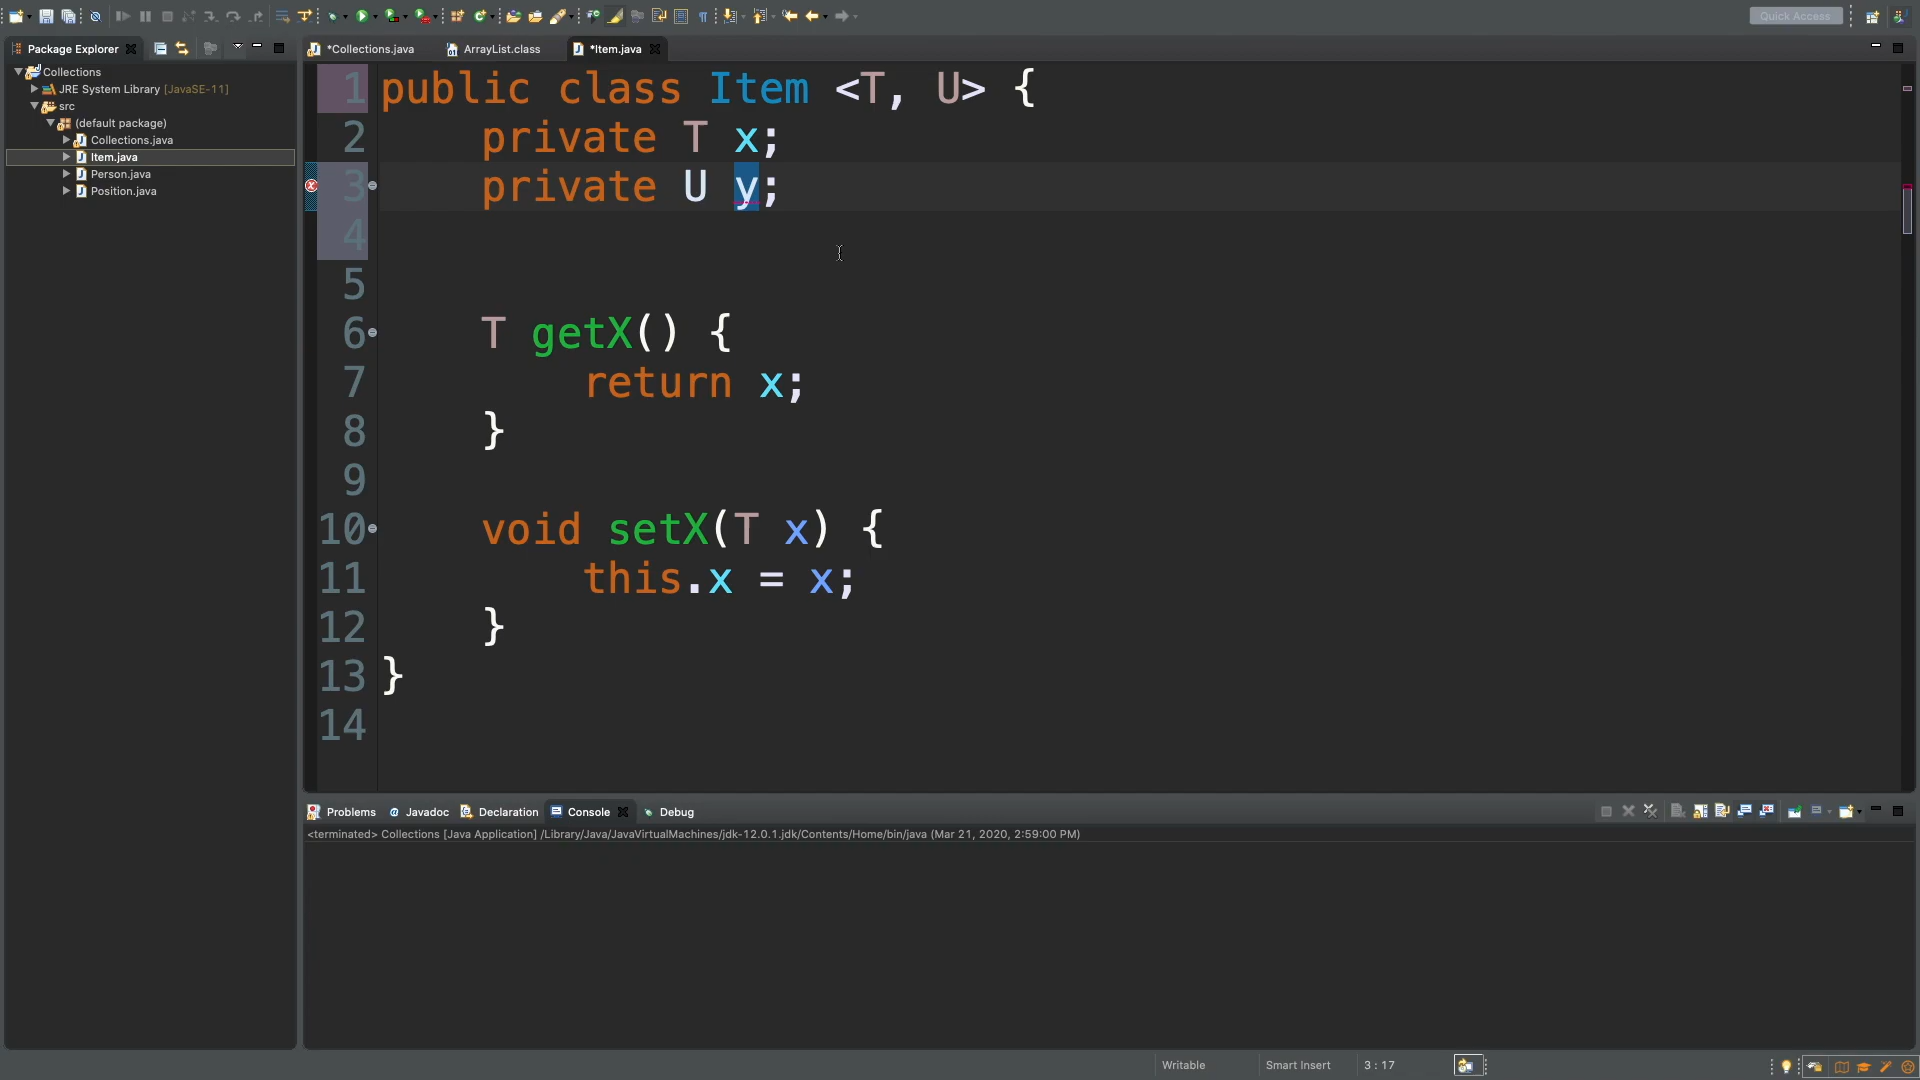 Quick Access
Package Explorer
*Collections.java
ArrayList.class
*Item.java
Collections
JRE System Library [JavaSE-11]
src
(default package)
Collections.java
Item.java
Person.java
Position.java
1 public class Item <T, U> {
2 private T x;
3 private U y;
4
5
6 T getX() {
7 return x;
8 }
9
10 void setX(T x) {
11 this.x = x;
12 }
13 }
14
Problems
Javadoc
Declaration
Console
Debug
<terminated> Collections [Java Application] /Library/Java/JavaVirtualMachines/jdk-12.0.1.jdk/Contents/Home/bin/java (Mar 21, 2020, 2:59:00 PM)
Writable
Smart Insert
3 : 17